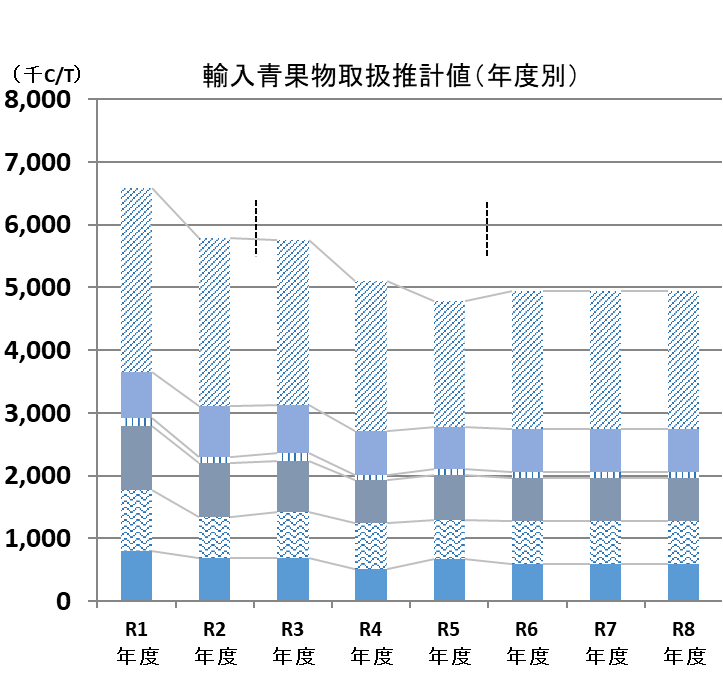 （千C/T）
輸入青果物取扱推計値（年度別）
8,000
7,000
6,000
5,000
4,000
3,000
2,000
1,000
0
R1 R2 R3 R4 R5 R6 R7 R8
年度 年度 年度 年度 年度 年度 年度 年度